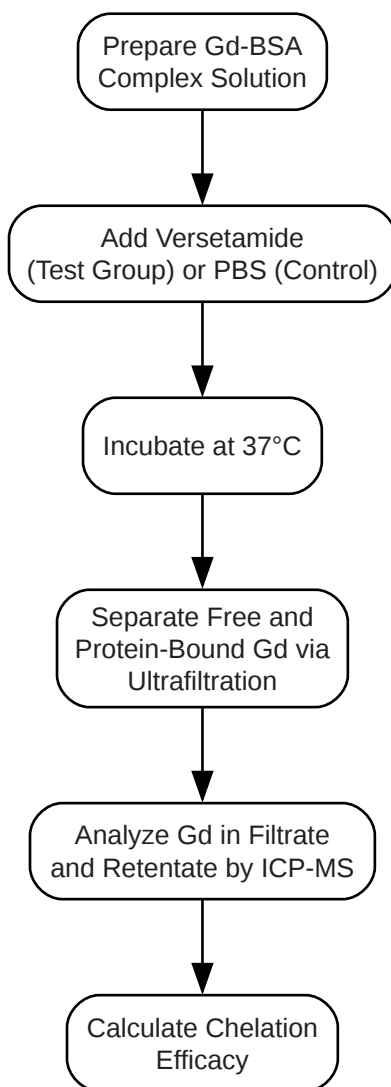 Prepare Gd-BSA
Complex Solution
Add Versetamide
(Test Group) or PBS (Control)
Incubate at 37°C
Separate Free and
Protein-Bound Gd via
Ultrafiltration
Analyze Gd in Filtrate
and Retentate by ICP-MS
Calculate Chelation
Efficacy